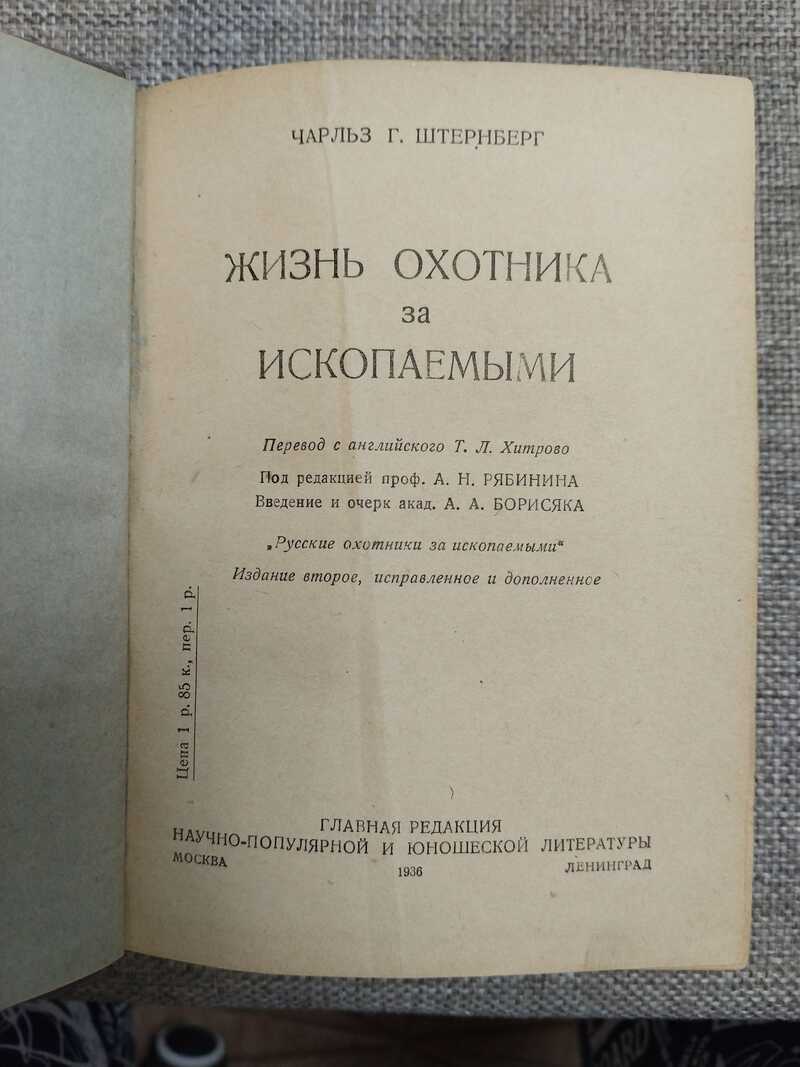 ЧАРЛЬЗ Г. ШТЕРНБЕРГ
ЖИЗНЬ ОХОТНИКА
за
ИСКОПАЕМЫМИ
Перевод с английского Т. Л. Хитрово
Под редакцией проф. А. Н. РЯБИНИНА
Введение и очерк акад. А. А. БОРИСЯКА
„Русские охотники за ископаемыми“
Издание второе, исправленное и дополненное
Цена 1 р. 85 к., пер. 1 р.
ГЛАВНАЯ РЕДАКЦИЯ
НАУЧНО-ПОПУЛЯРНОЙ И ЮНОШЕСКОЙ ЛИТЕРАТУРЫ
МОСКВА 1936 ЛЕНИНГРАД